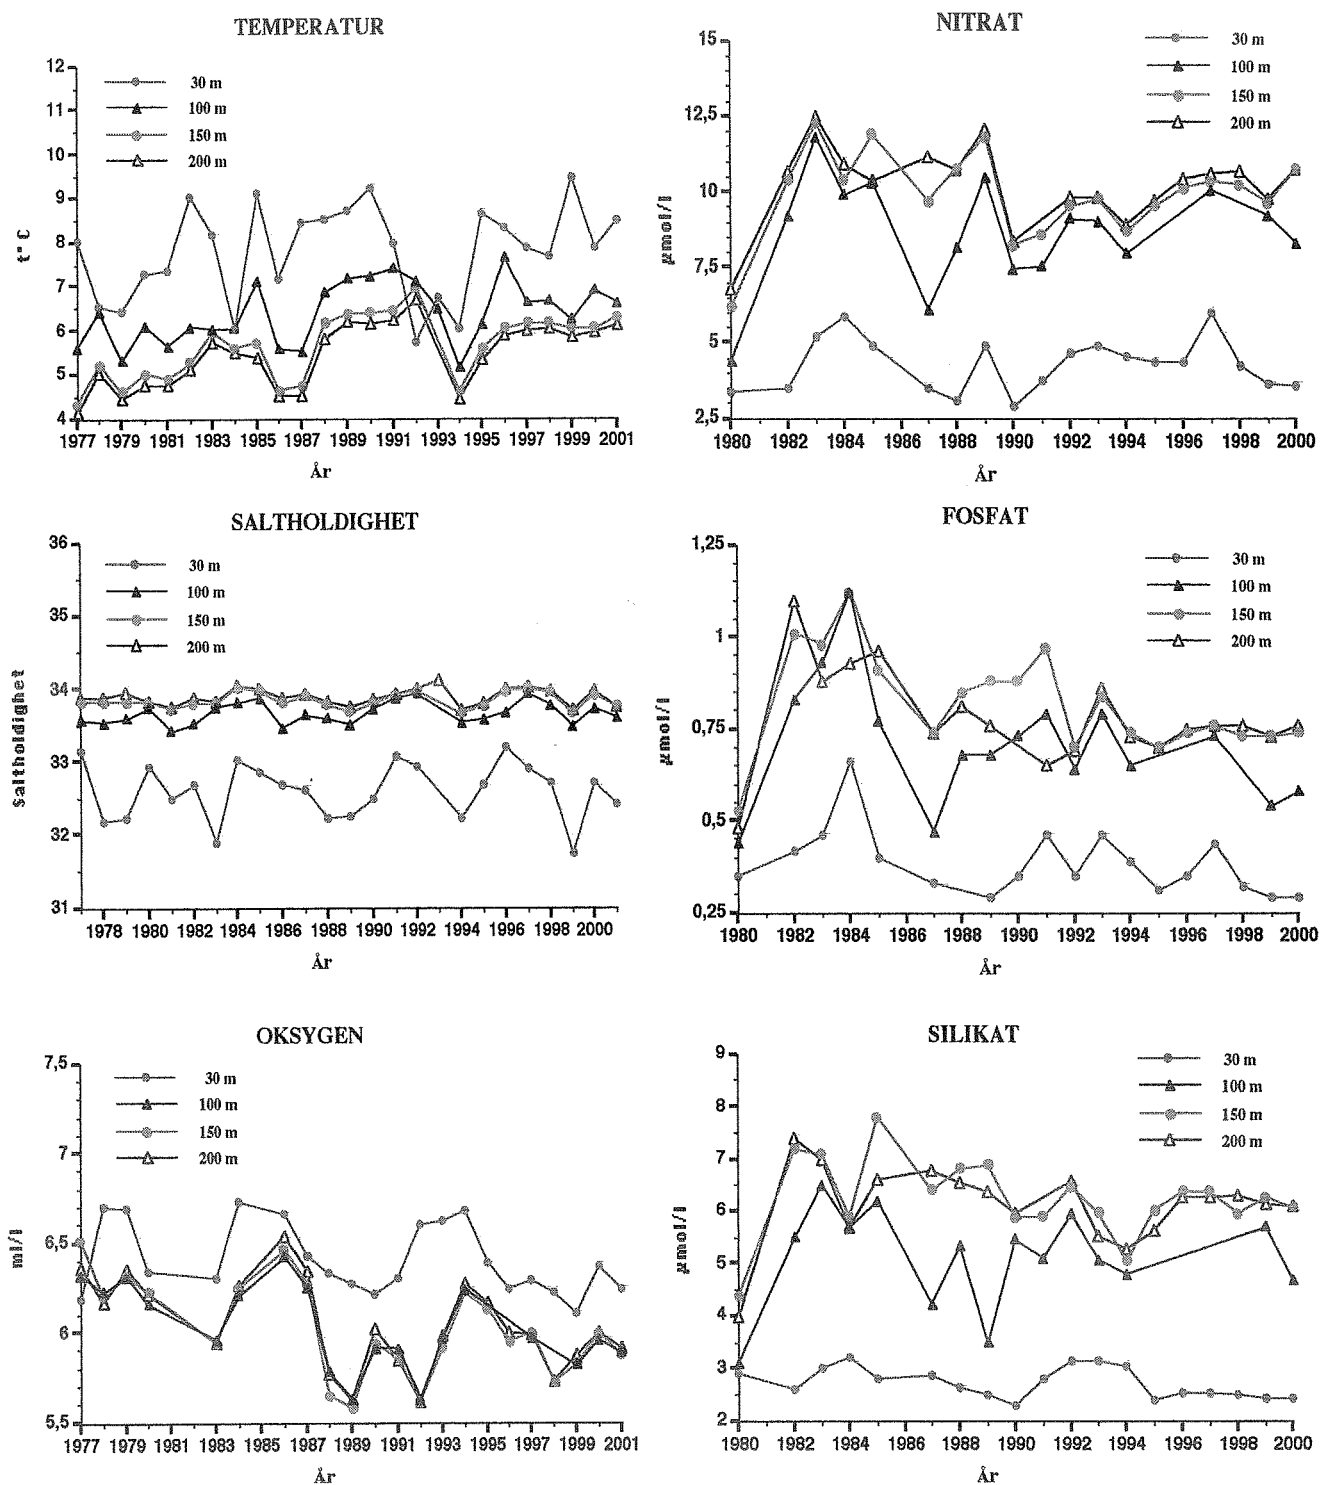 TEMPERATUR
12
11
10
9
8
7
6
5
4
t° C
30 m
100 m
150 m
200 m
1977 1979 1981 1983 1985 1987 1989 1991 1993 1995 1997 1999 2001
År
NITRAT
15
12,5
10
7,5
5
2,5
µmol/l
30 m
100 m
150 m
200 m
1980 1982 1984 1986 1988 1990 1992 1994 1996 1998 2000
År
SALTHOLDIGHET
36
35
34
33
32
31
Saltholdighet
30 m
100 m
150 m
200 m
1978 1980 1982 1984 1986 1988 1990 1992 1994 1996 1998 2000
År
FOSFAT
1,25
1
0,75
0,5
0,25
µmol/l
30 m
100 m
150 m
200 m
1980 1982 1984 1986 1988 1990 1992 1994 1996 1998 2000
År
OKSYGEN
7,5
7
6,5
6
5,5
ml/l
30 m
100 m
150 m
200 m
1977 1979 1981 1983 1985 1987 1989 1991 1993 1995 1997 1999 2001
År
SILIKAT
9
8
7
6
5
4
3
2
µmol/l
30 m
100 m
150 m
200 m
1980 1982 1984 1986 1988 1990 1992 1994 1996 1998 2000
År